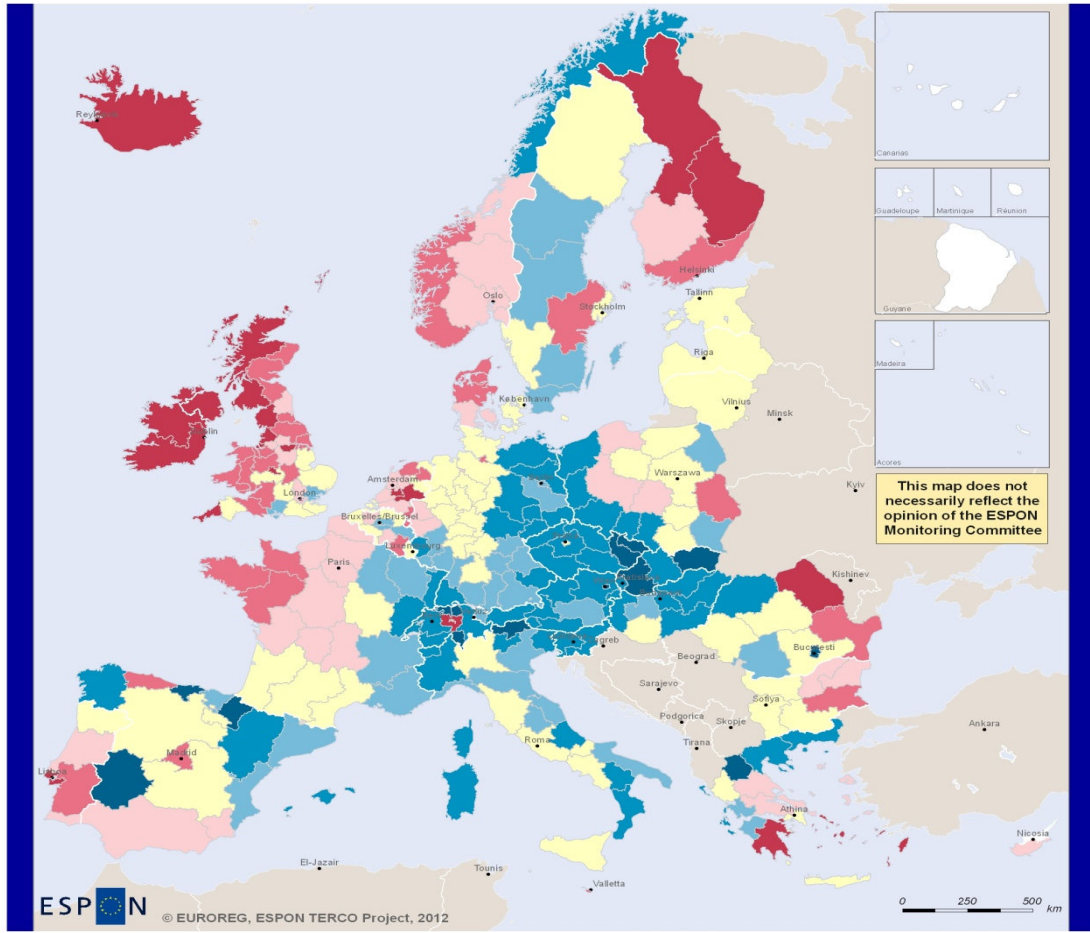 Reykjavik
Canarias
Guadeloupe
Martinique
Réunion
Guyane
Madeira
Acores
This map does not
necessarily reflect the
opinion of the ESPON
Monitoring Committee
Oslo
Helsinki
Tallinn
Stockholm
Riga
København
Vilnius
Minsk
Amsterdam
London
Warszawa
Kyiv
Bruxelles/Brussel
Luxembourg
Paris
Kishinev
Zagreb
Beograd
Bucuresti
Sarajevo
Sofiya
Podgorica
Skopje
Roma
Tirana
Ankara
Madrid
Lisboa
Athina
Nicosia
El-Jazair
Tounis
Valletta
ESPON
© EUROREG, ESPON TERCO Project, 2012
0 250 500
km